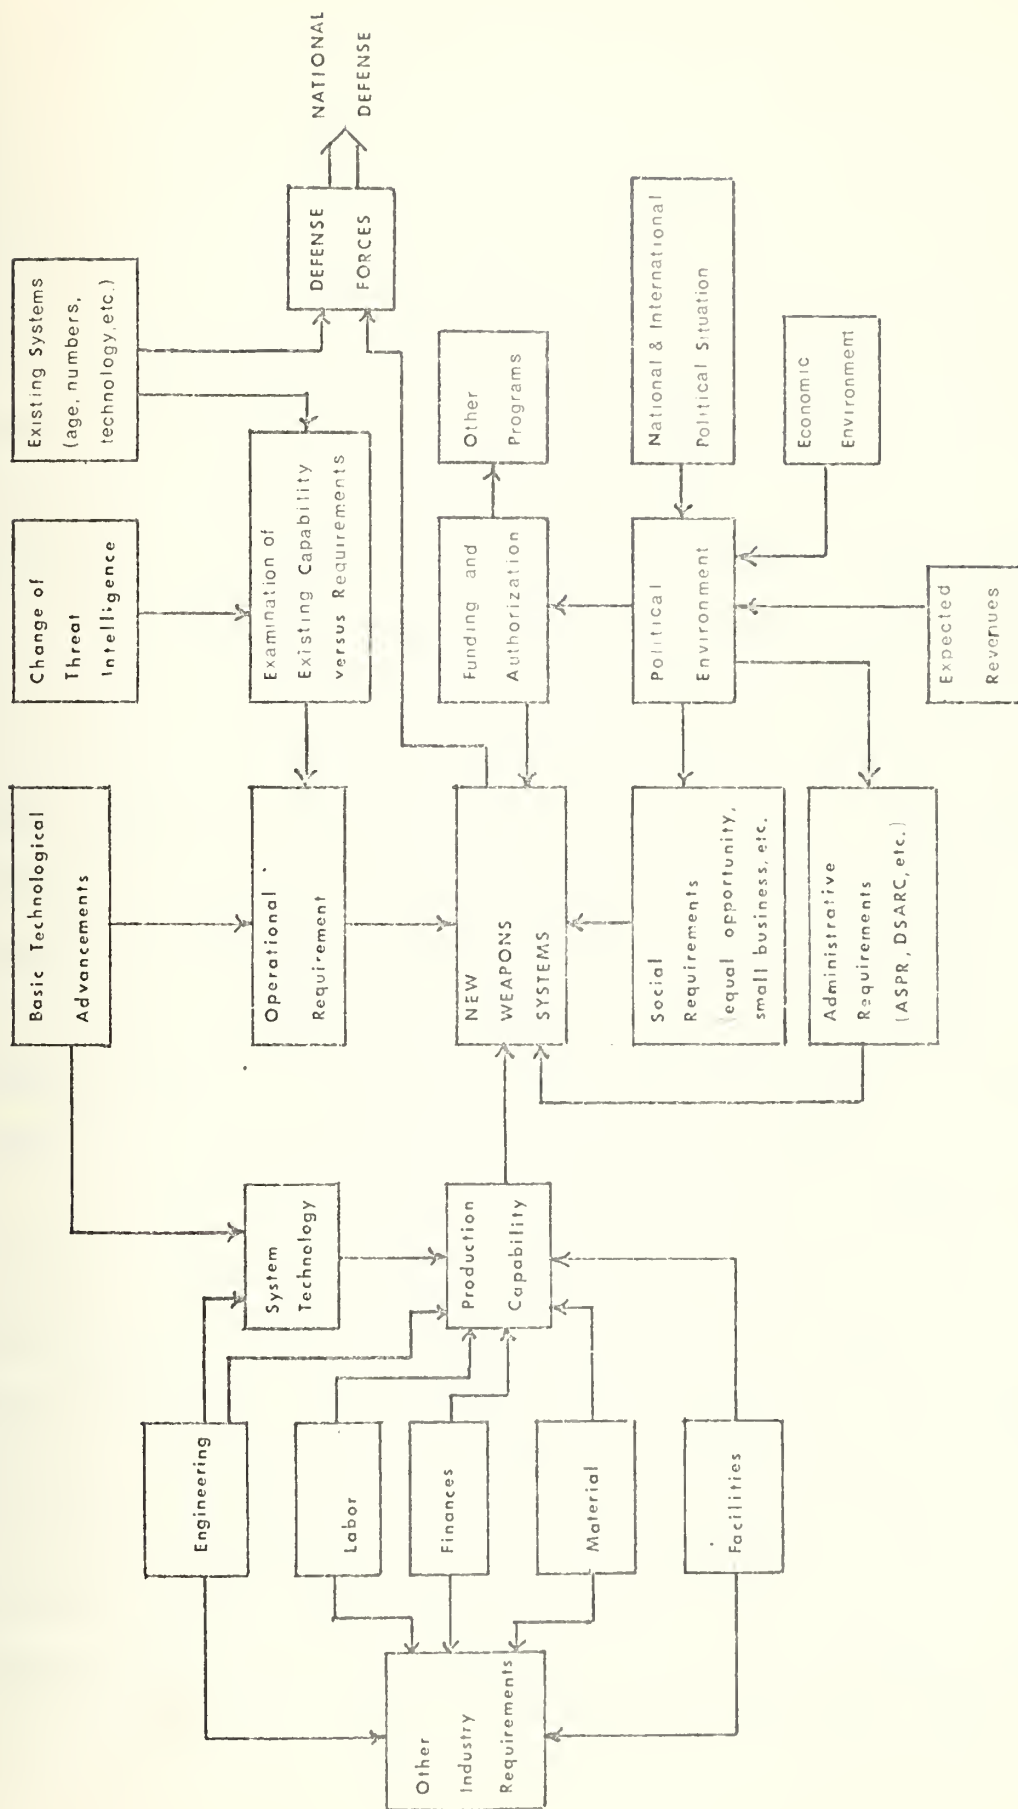 Basic Technological
Advancements
Change of
Threat
Intelligence
Existing Systems
(age, numbers,
technology, etc.)
Engineering
System
Technology
Operational
Requirement
Examination of
Existing Capability
versus Requirements
DEFENSE
FORCES
NATIONAL
DEFENSE
Labor
Finances
Other
Industry
Requirements
Production
Capability
NEW
WEAPONS
SYSTEMS
Funding and
Authorization
Other
Programs
Material
Facilities
Social
Requirements
(equal opportunity,
small business, etc.
Political
Environment
National & International
Political Situation
Administrative
Requirements
(ASPR, DSARC, etc.)
Economic
Environment
Expected
Revenues